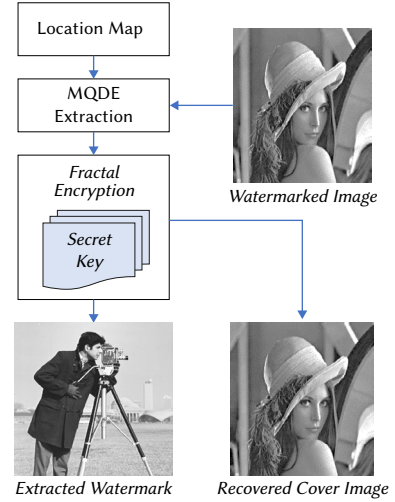 Location Map
MQDE
Extraction
Watermarked Image
Fractal
Encryption
Secret
Key
Extracted Watermark
Recovered Cover Image